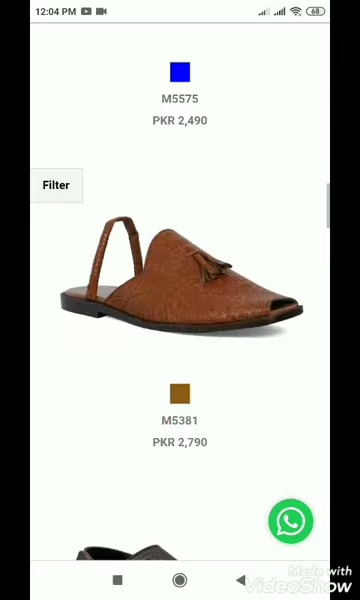 12:04 PM
68
M5575
PKR 2,490
Filter
M5381
PKR 2,790
Made with
VideoShow